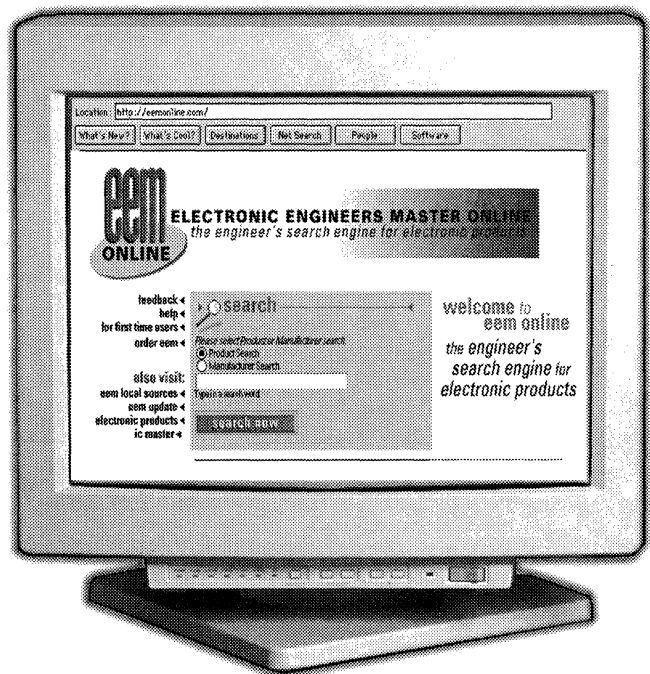 Location: http://eemonline.com/
What's New? What's Cool? Destinations Net Search People Software
eem
ONLINE
ELECTRONIC ENGINEERS MASTER ONLINE
the engineer's search engine for electronic products
feedback
help
for first time users
order eem
also visit:
eem local sources
eem update
electronic products
ic master
search
Please select Product or Manufacturer search
Product Search
Manufacturer Search
Type in a search word
search now
welcome to
eem online
the engineer's
search engine for
electronic products